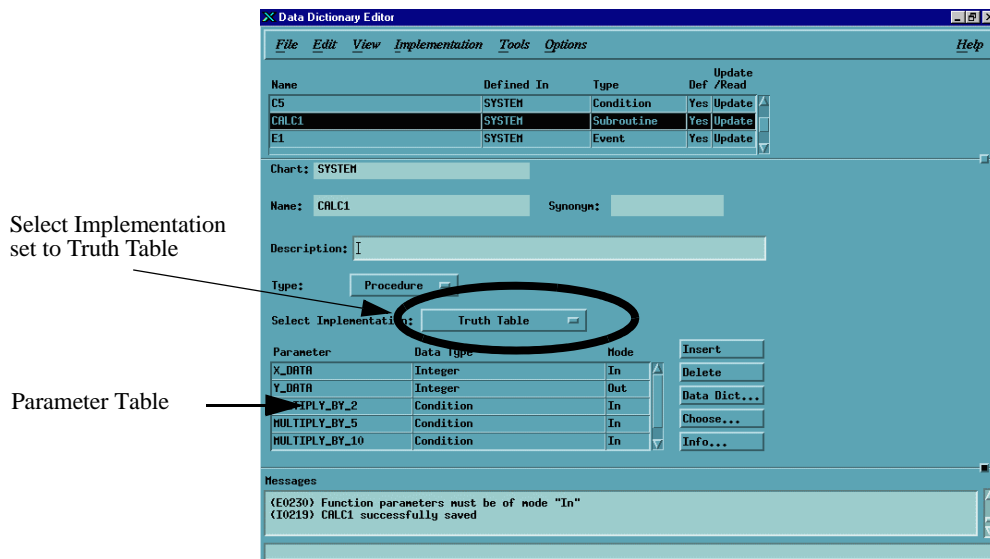 Data Dictionary Editor
File Edit View Implementation Tools Options Help
Update
Name Defined In Type Def /Read
C5 SYSTEM Condition Yes Update
CALC1 SYSTEM Subroutine Yes Update
E1 SYSTEM Event Yes Update
Chart: SYSTEM
Name: CALC1 Synonym:
Select Implementation
set to Truth Table
Description:
Type: Procedure
Select Implementation: Truth Table
Parameter Data Type Mode
X_DATA Integer In
Y_DATA Integer Out
Parameter Table
MULTIPLY_BY_2 Condition In
MULTIPLY_BY_5 Condition In
MULTIPLY_BY_10 Condition In
Insert
Delete
Data Dict...
Choose...
Info...
Messages
(E0230) Function parameters must be of mode "In"
(I0219) CALC1 successfully saved